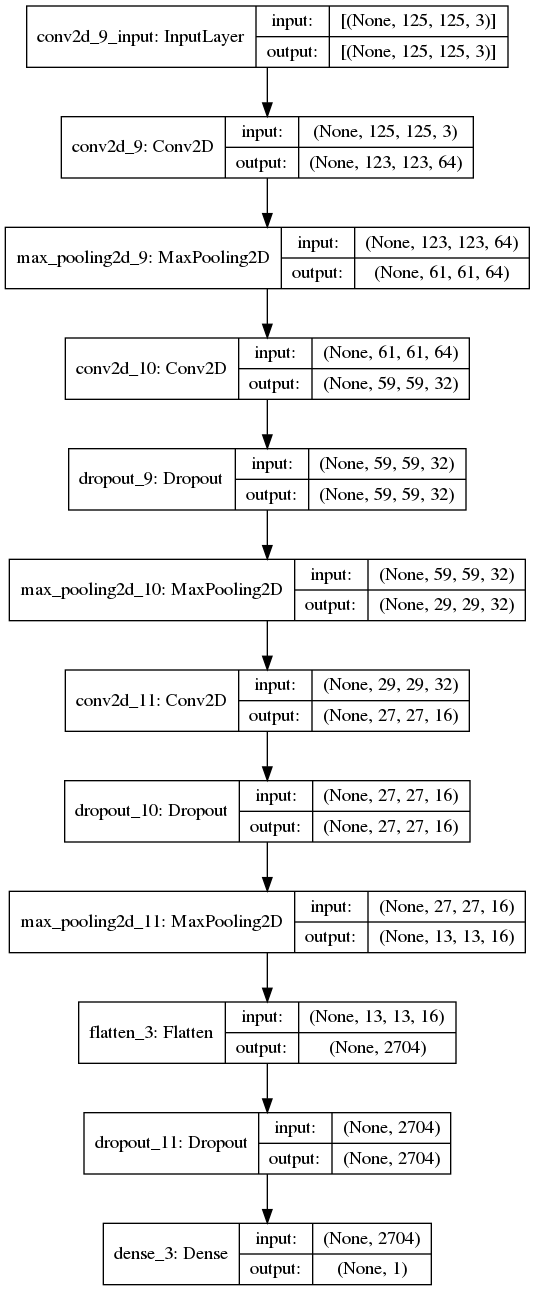 conv2d_9_input: InputLayer
input: [(None, 125, 125, 3)]
output: [(None, 125, 125, 3)]
conv2d_9: Conv2D
input: (None, 125, 125, 3)
output: (None, 123, 123, 64)
max_pooling2d_9: MaxPooling2D
input: (None, 123, 123, 64)
output: (None, 61, 61, 64)
conv2d_10: Conv2D
input: (None, 61, 61, 64)
output: (None, 59, 59, 32)
dropout_9: Dropout
input: (None, 59, 59, 32)
output: (None, 59, 59, 32)
max_pooling2d_10: MaxPooling2D
input: (None, 59, 59, 32)
output: (None, 29, 29, 32)
conv2d_11: Conv2D
input: (None, 29, 29, 32)
output: (None, 27, 27, 16)
dropout_10: Dropout
input: (None, 27, 27, 16)
output: (None, 27, 27, 16)
max_pooling2d_11: MaxPooling2D
input: (None, 27, 27, 16)
output: (None, 13, 13, 16)
flatten_3: Flatten
input: (None, 13, 13, 16)
output: (None, 2704)
dropout_11: Dropout
input: (None, 2704)
output: (None, 2704)
dense_3: Dense
input: (None, 2704)
output: (None, 1)